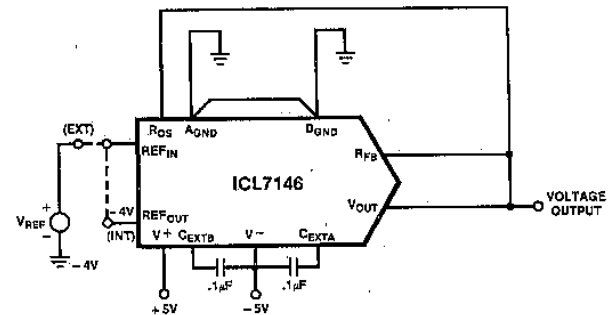 ROS AGND DGND
(EXT)
REFIN
RFB
ICL7146
VOUT
VOLTAGE
OUTPUT
+
VREF
-
-4V
REFOUT
(INT)
V+ CEXTB V- CEXTA
-4V
.1µF .1µF
+5V -5V